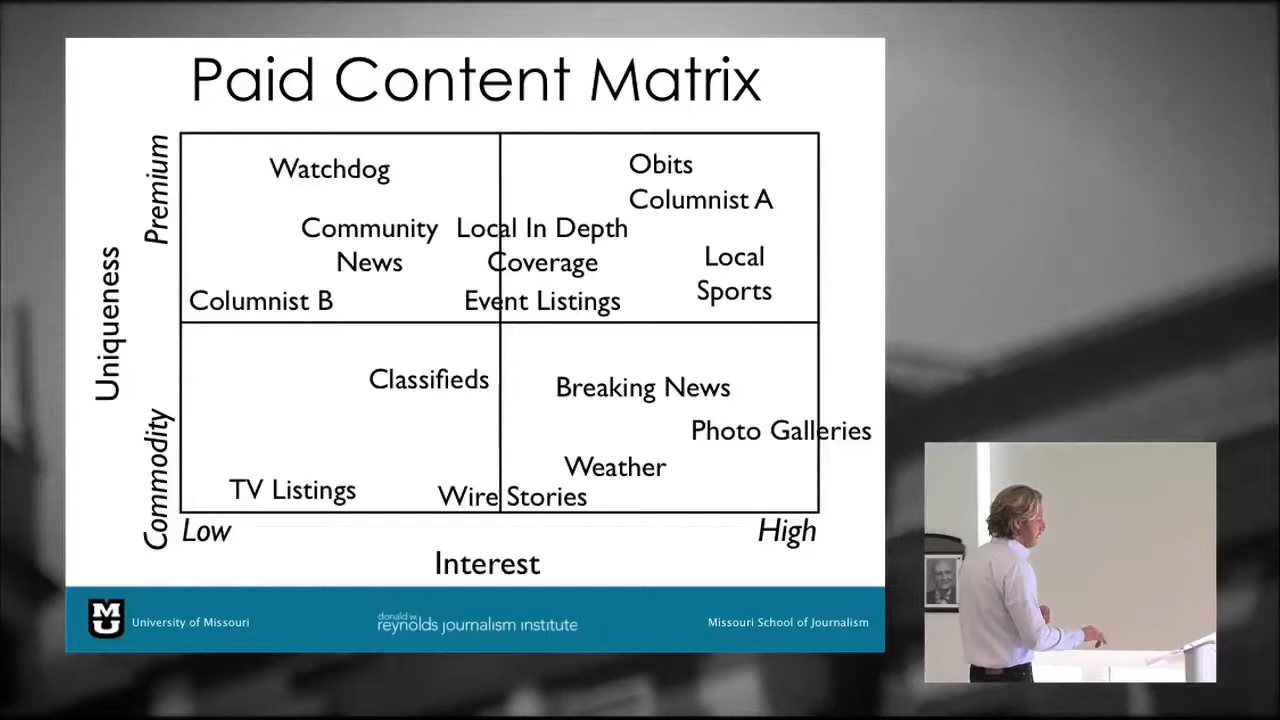 Paid Content Matrix
Premium
Uniqueness
Commodity
Watchdog
Obits
Columnist A
Community
News
Local In Depth
Coverage
Local
Sports
Columnist B
Event Listings
Classifieds
Breaking News
Photo Galleries
Weather
TV Listings
Wire Stories
Low
High
Interest
MU
University of Missouri
donald w.
reynolds journalism institute
Missouri School of Journalism